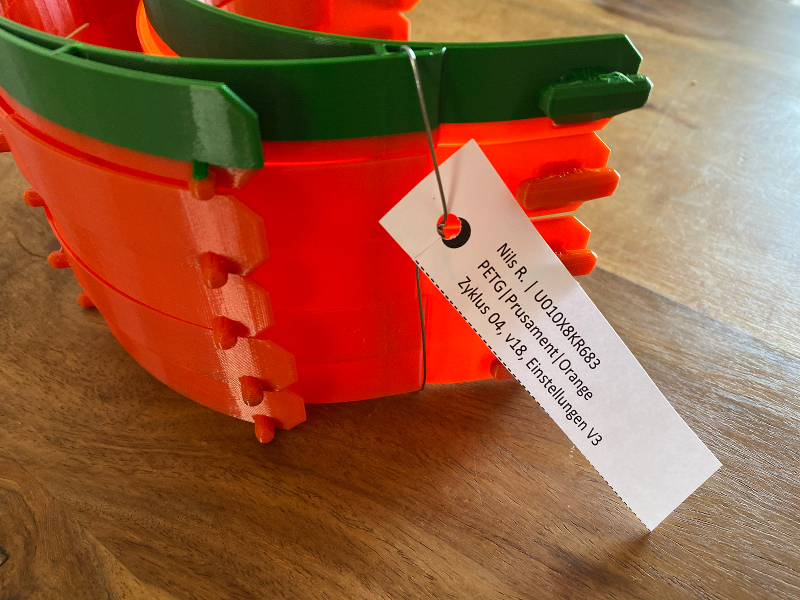 Nils R. | U010X8KR683
PETG|Prusament|Orange
Zyklus 04, v18, Einstellungen V3